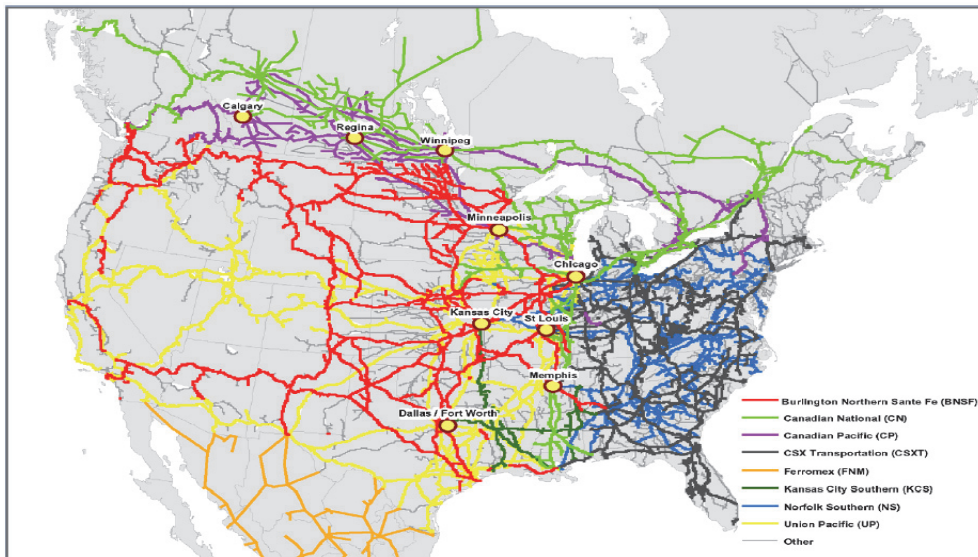 Calgary
Regina
Winnipeg
Minneapolis
Chicago
Kansas City
St Louis
Memphis
Dallas / Fort Worth
Burlington Northern Santa Fe (BNSF)
Canadian National (CN)
Canadian Pacific (CP)
CSX Transportation (CSXT)
Ferromex (FNM)
Kansas City Southern (KCS)
Norfolk Southern (NS)
Union Pacific (UP)
Other